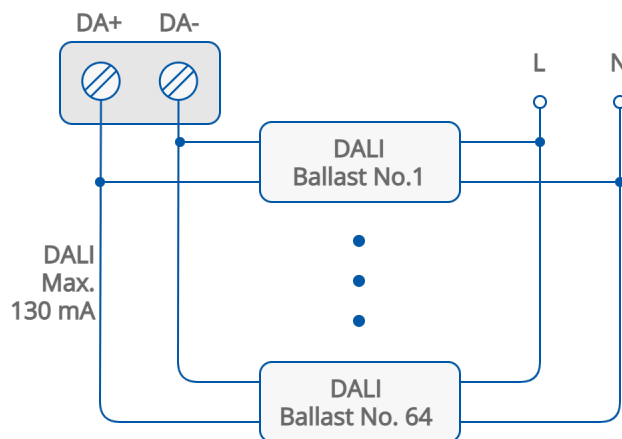 DA+ DA-
L N
DALI
Ballast No.1
DALI
Max.
130 mA
DALI
Ballast No. 64